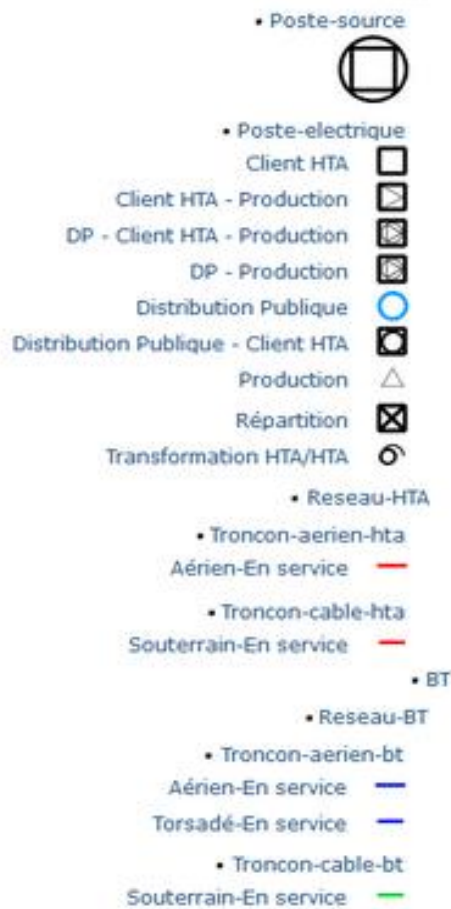 • Poste-source
• Poste-electrique
Client HTA
Client HTA - Production
DP - Client HTA - Production
DP - Production
Distribution Publique
Distribution Publique - Client HTA
Production
Répartition
Transformation HTA/HTA
• Reseau-HTA
• Troncon-aerien-hta
Aérien-En service
• Troncon-cable-hta
Souterrain-En service
• BT
• Reseau-BT
• Troncon-aerien-bt
Aérien-En service
Torsadé-En service
• Troncon-cable-bt
Souterrain-En service